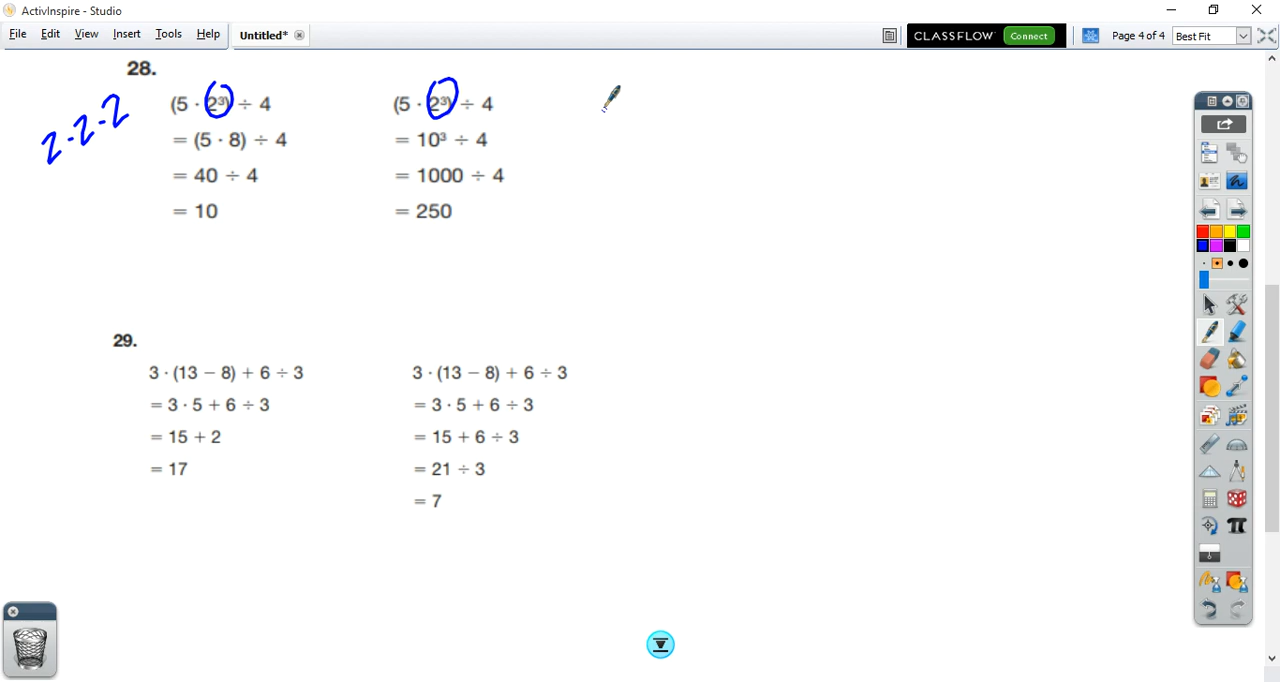 ActivInspire - Studio
File Edit View Insert Tools Help Untitled* CLASSFLOW Connect Page 4 of 4 Best Fit
28.
2·2·2
(5 · 2³) ÷ 4
= (5 · 8) ÷ 4
= 40 ÷ 4
= 10
(5 · 2³) ÷ 4
= 10³ ÷ 4
= 1000 ÷ 4
= 250
29.
3 · (13 − 8) + 6 ÷ 3
= 3 · 5 + 6 ÷ 3
= 15 + 2
= 17
3 · (13 − 8) + 6 ÷ 3
= 3 · 5 + 6 ÷ 3
= 15 + 6 ÷ 3
= 21 ÷ 3
= 7